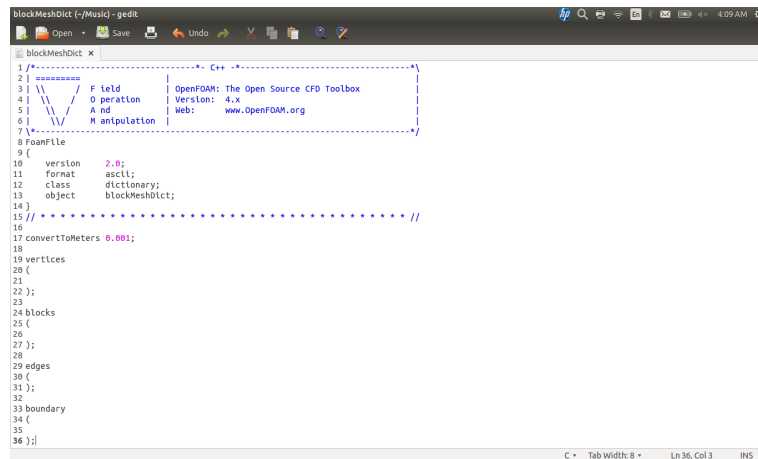 blockMeshDict (~/Music) - gedit
hp En 4:09 AM
Open Save Undo
blockMeshDict ×
1 /*--------------------------------*- C++ -*----------------------------------*\
2 | ========= | |
3 | \\ / F ield | OpenFOAM: The Open Source CFD Toolbox |
4 | \\ / O peration | Version: 4.x |
5 | \\ / A nd | Web: www.OpenFOAM.org |
6 | \\/ M anipulation | |
7 \*---------------------------------------------------------------------------*/
8 FoamFile
9 {
10 version 2.0;
11 format ascii;
12 class dictionary;
13 object blockMeshDict;
14 }
15 // * * * * * * * * * * * * * * * * * * * * * * * * * * * * * * * * * * * * * //
16
17 convertToMeters 0.001;
18
19 vertices
20 (
21
22 );
23
24 blocks
25 (
26
27 );
28
29 edges
30 (
31 );
32
33 boundary
34 (
35
36 );
C Tab Width: 8 Ln 36, Col 3 INS